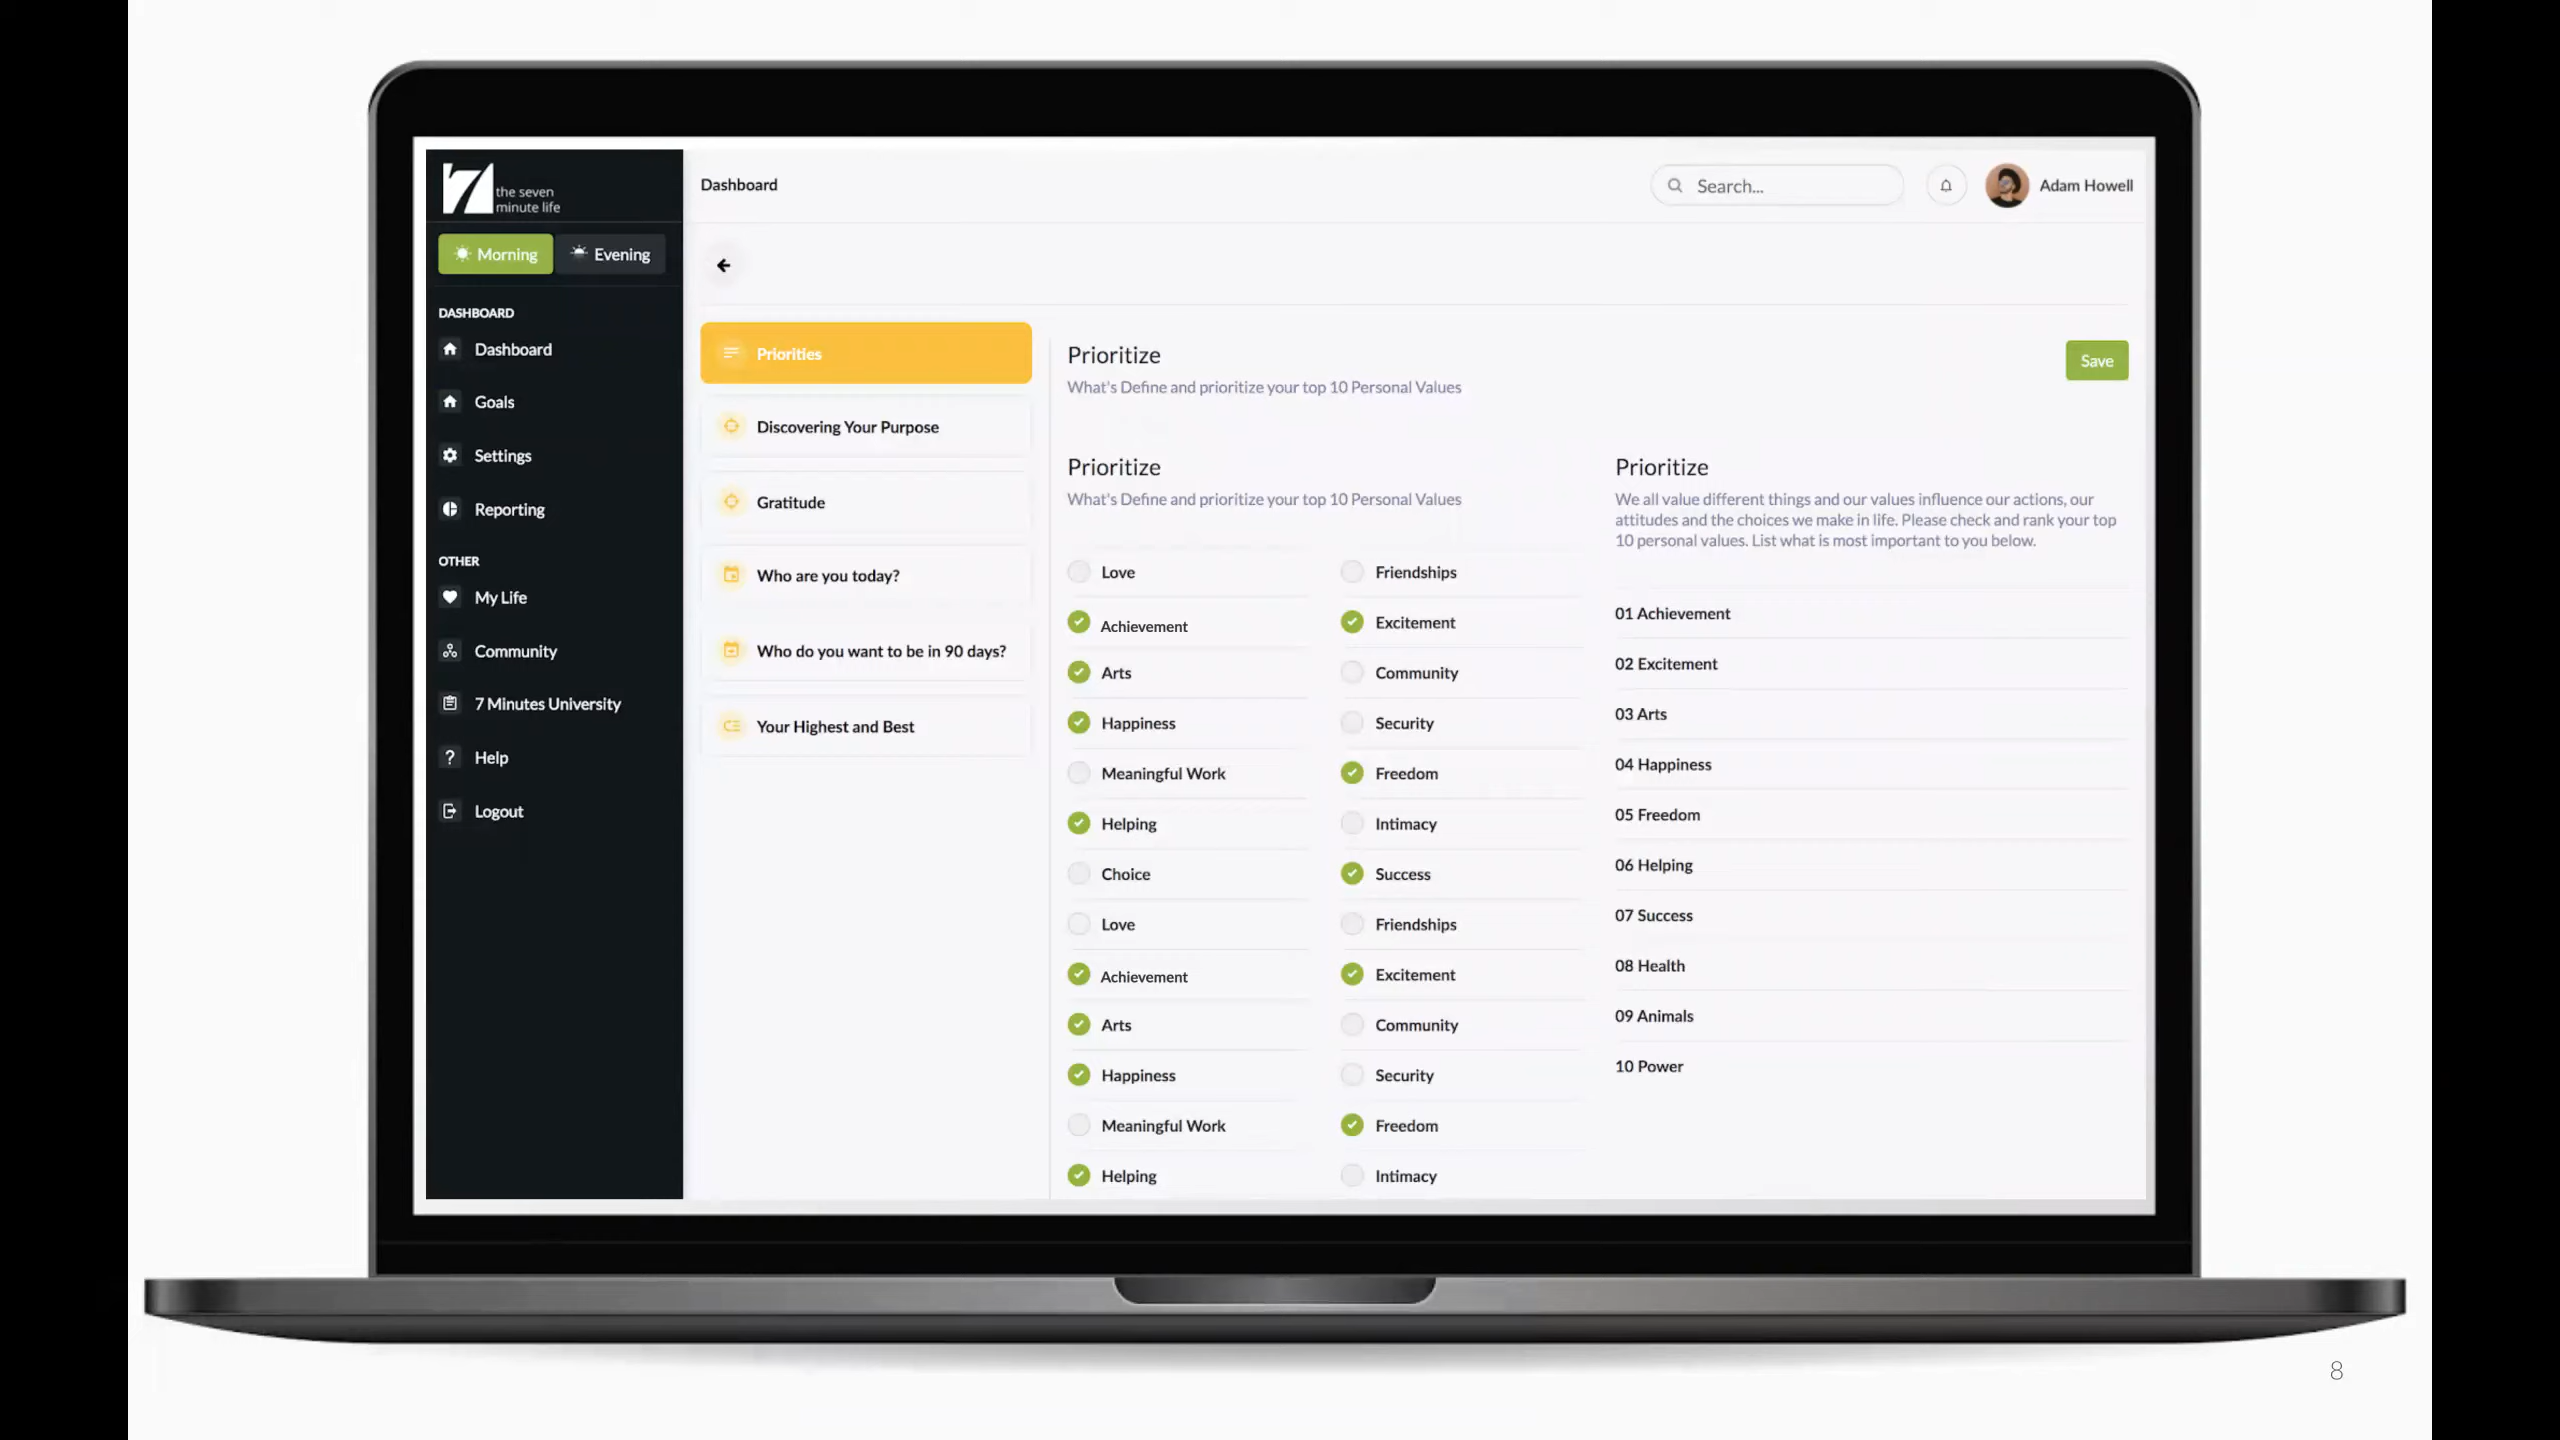 7 the seven
minute life
Morning
Evening
DASHBOARD
Dashboard
Goals
Settings
Reporting
OTHER
My Life
Community
7 Minutes University
Help
Logout
Dashboard
Search...
Adam Howell
Priorities
Discovering Your Purpose
Gratitude
Who are you today?
Who do you want to be in 90 days?
Your Highest and Best
Prioritize
What's Define and prioritize your top 10 Personal Values
Save
Prioritize
What's Define and prioritize your top 10 Personal Values
Love
Friendships
Achievement
Excitement
Arts
Community
Happiness
Security
Meaningful Work
Freedom
Helping
Intimacy
Choice
Success
Love
Friendships
Achievement
Excitement
Arts
Community
Happiness
Security
Meaningful Work
Freedom
Helping
Intimacy
Prioritize
We all value different things and our values influence our actions, our
attitudes and the choices we make in life. Please check and rank your top
10 personal values. List what is most important to you below.
01 Achievement
02 Excitement
03 Arts
04 Happiness
05 Freedom
06 Helping
07 Success
08 Health
09 Animals
10 Power
8